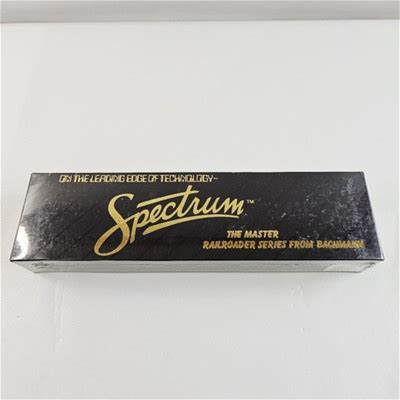 ON THE LEADING EDGE OF TECHNOLOGY--
Spectrum™
THE MASTER
RAILROADER SERIES FROM BACHMANN